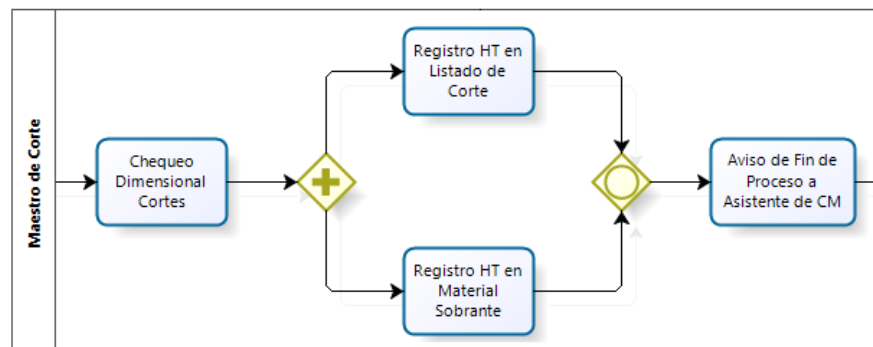 Maestro de Corte
Chequeo
Dimensional
Cortes
Registro HT en
Listado de
Corte
Registro HT en
Material
Sobrante
Aviso de Fin de
Proceso a
Asistente de CM